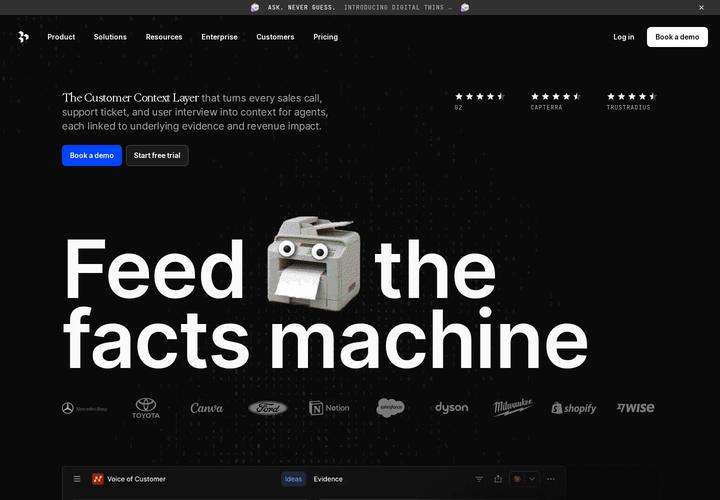 ASK. NEVER GUESS. INTRODUCING DIGITAL TWINS …
Product Solutions Resources Enterprise Customers Pricing Log in Book a demo
The Customer Context Layer that turns every sales call,
support ticket, and user interview into context for agents,
each linked to underlying evidence and revenue impact.
G2 CAPTERRA TRUSTRADIUS
Book a demo Start free trial
Feed the
facts machine
Mercedes-Benz TOYOTA Canva Ford Notion salesforce dyson Milwaukee shopify WISE
Voice of Customer Ideas Evidence